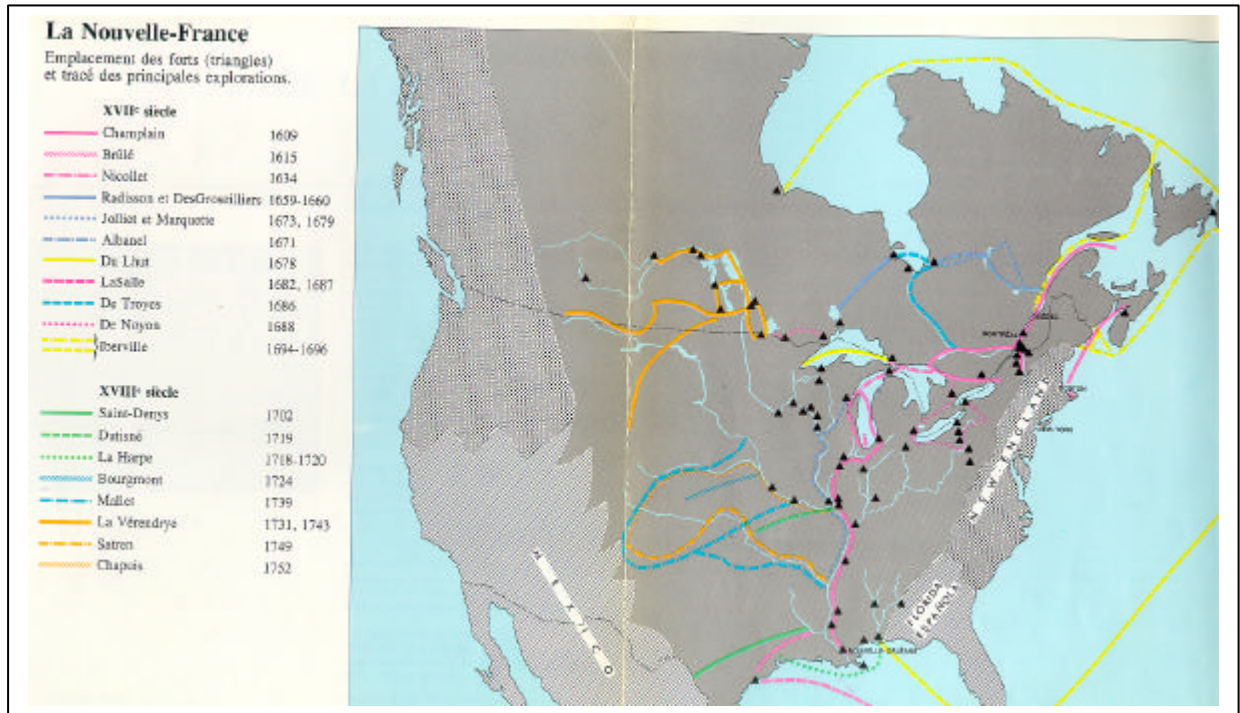 La Nouvelle-France
Emplacement des forts (triangles)
et tracé des principales explorations.
XVIIe siècle
Champlain 1609
Brûlé 1615
Nicollet 1634
Radisson et DesGroseilliers 1659-1660
Jolliet et Marquette 1673, 1679
Albanel 1671
Du Lhut 1678
LaSalle 1682, 1687
De Troyes 1686
De Noyon 1688
Iberville 1694-1696
XVIIIe siècle
Saint-Denys 1702
Dutisné 1719
La Harpe 1718-1720
Bourgmont 1724
Mallet 1739
La Vérendrye 1731, 1743
Satren 1749
Chapuis 1752
NEW ENGLAND
MEXICO
FLORIDA
ESPAÑOLA
NOUVELLE-ORLÉANS